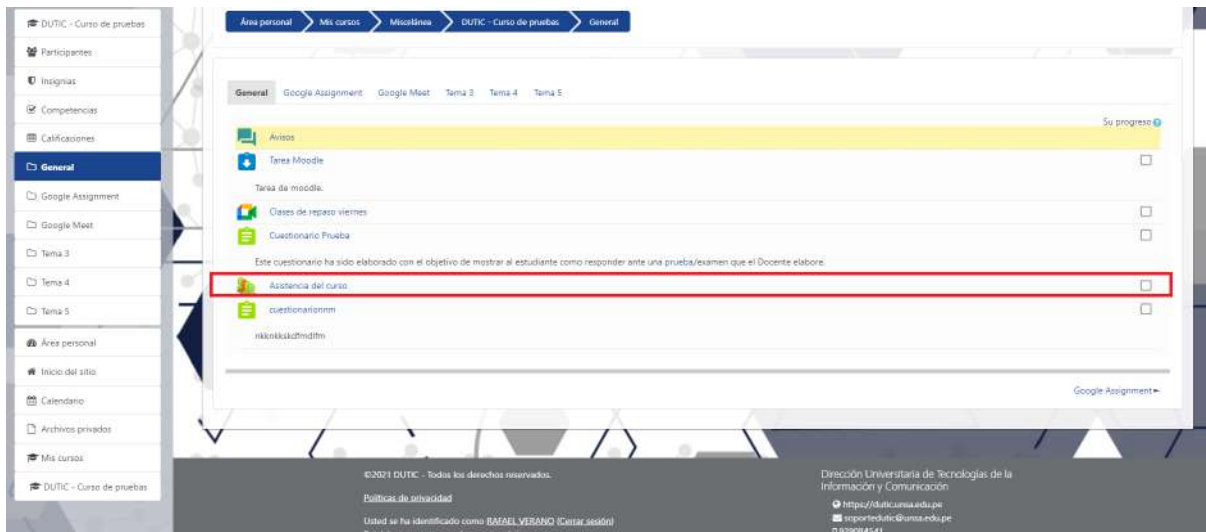 DUTIC - Curso de pruebas
Participantes
Insignias
Competencias
Calificaciones
General
Google Assignment
Google Meet
Tema 3
Tema 4
Tema 5
Área personal
Inicio del sitio
Calendario
Archivos privados
Mis cursos
DUTIC - Curso de pruebas
Área personal Mis cursos Miscelánea DUTIC - Curso de pruebas General
General Google Assignment Google Meet Tema 3 Tema 4 Tema 5
Su progreso
Avisos
Tarea Moodle
Tarea de moodle.
Clases de repaso viernes
Cuestionario Prueba
Este cuestionario ha sido elaborado con el objetivo de mostrar al estudiante como responder ante una prueba/examen que el Docente elabore.
Asistencia del curso
Google Assignment
©2021 DUTIC - Todos los derechos reservados.
Políticas de privacidad
Usted se ha identificado como RAFAEL VERANO (Cerrar sesión)
Dirección Universitaria de Tecnologías de la
Información y Comunicación
https://dutic.unsa.edu.pe
soportedutic@unsa.edu.pe